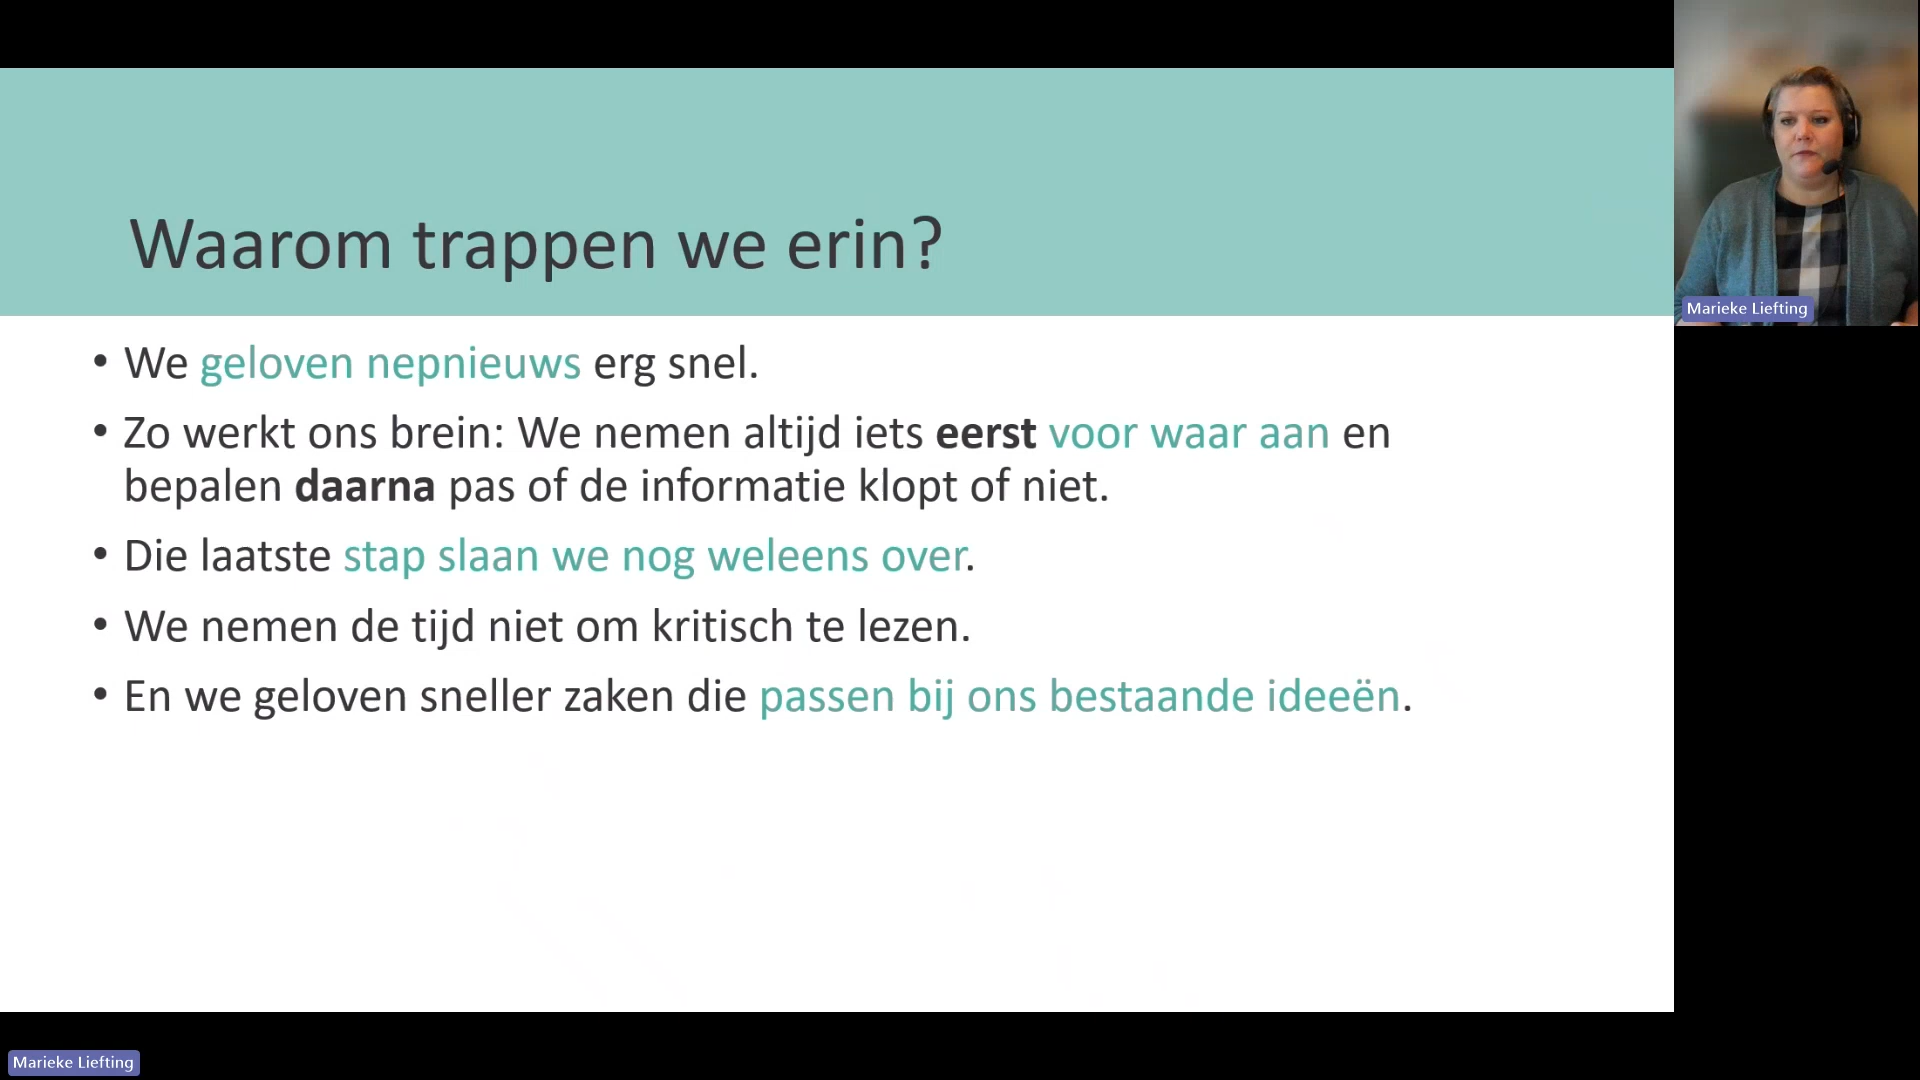 Waarom trappen we erin?
• We geloven nepnieuws erg snel.
• Zo werkt ons brein: We nemen altijd iets eerst voor waar aan en
bepalen daarna pas of de informatie klopt of niet.
• Die laatste stap slaan we nog weleens over.
• We nemen de tijd niet om kritisch te lezen.
• En we geloven sneller zaken die passen bij ons bestaande ideeën.
Marieke Liefting
Marieke Liefting